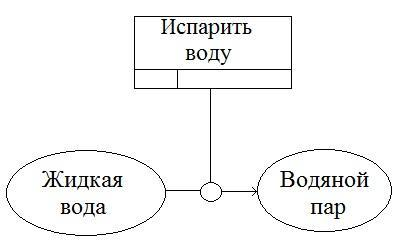 Испарить
воду
Жидкая
вода
Водяной
пар